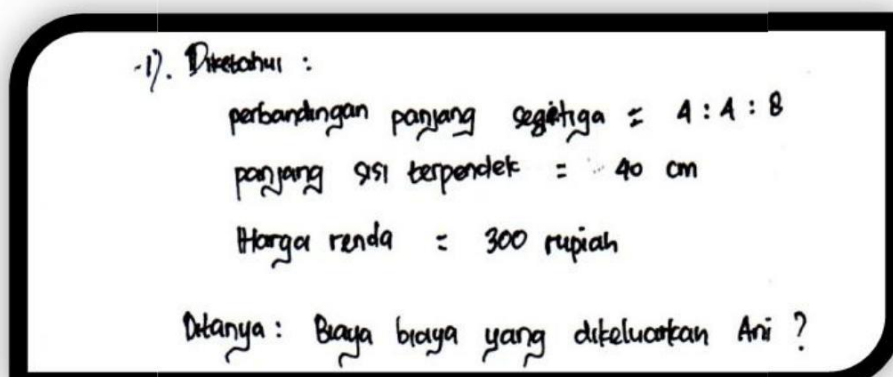 1). Diketahui :
perbandingan panjang segitiga = 4 : 4 : 8
panjang sisi terpendek = 40 cm
Harga renda = 300 rupiah
Ditanya : Biaya biaya yang dikeluarkan Ani ?